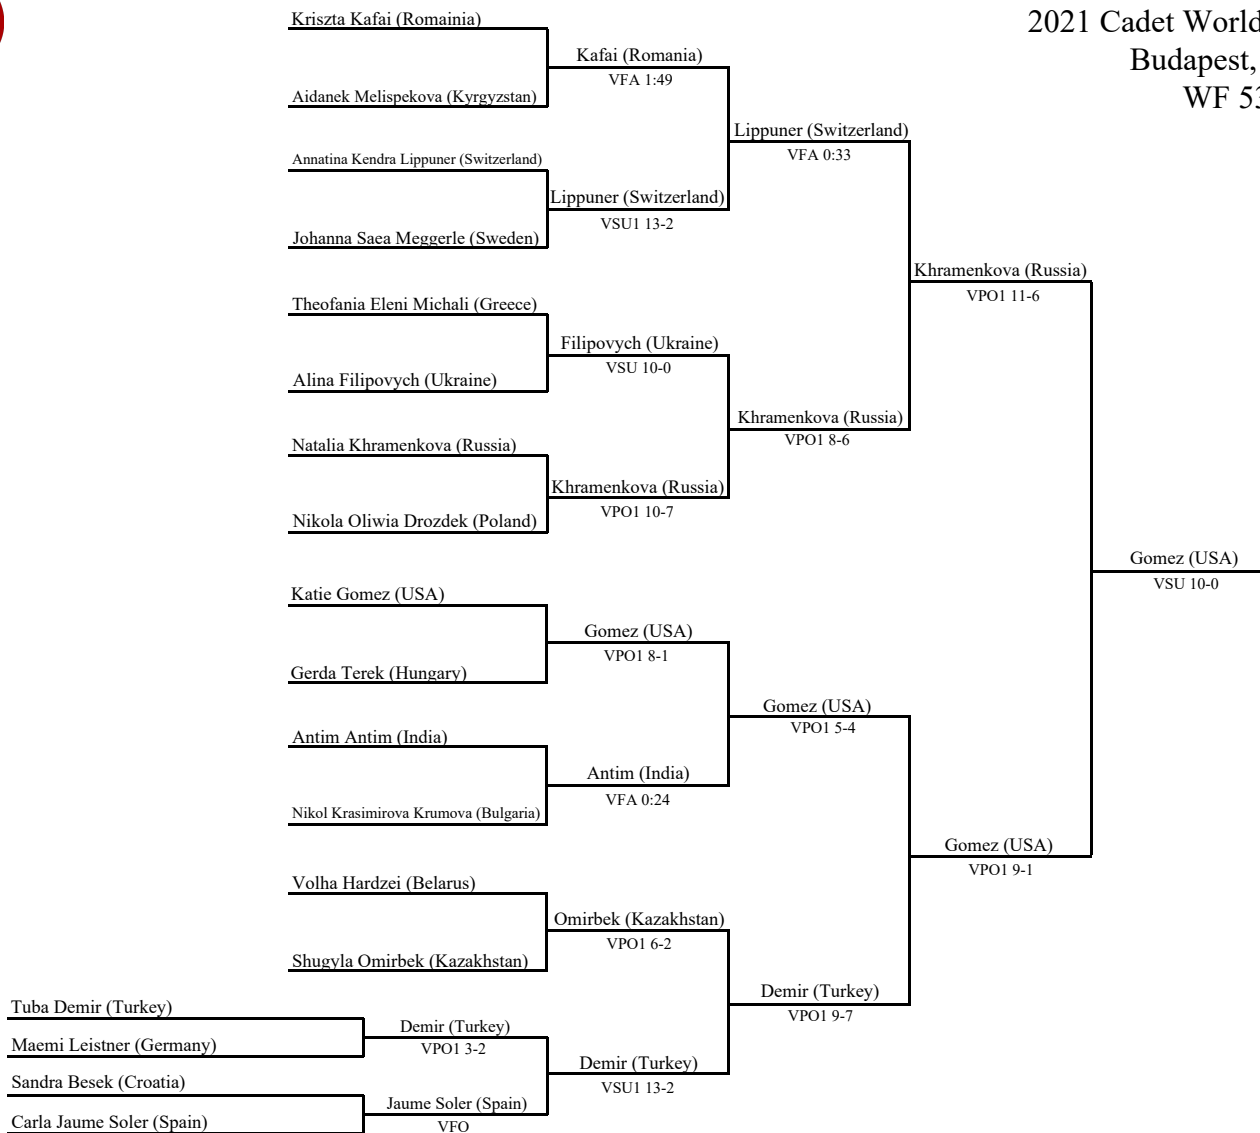 2021 Cadet World
Budapest,
WF 53
Kriszta Kafai (Romainia)
Kafai (Romania)
VFA 1:49
Aidanek Melispekova (Kyrgyzstan)
Lippuner (Switzerland)
VFA 0:33
Annatina Kendra Lippuner (Switzerland)
Lippuner (Switzerland)
VSU1 13-2
Johanna Saea Meggerle (Sweden)
Khramenkova (Russia)
VPO1 11-6
Theofania Eleni Michali (Greece)
Filipovych (Ukraine)
VSU 10-0
Alina Filipovych (Ukraine)
Khramenkova (Russia)
VPO1 8-6
Natalia Khramenkova (Russia)
Khramenkova (Russia)
VPO1 10-7
Nikola Oliwia Drozdek (Poland)
Gomez (USA)
VSU 10-0
Katie Gomez (USA)
Gomez (USA)
VPO1 8-1
Gerda Terek (Hungary)
Gomez (USA)
VPO1 5-4
Antim Antim (India)
Antim (India)
VFA 0:24
Nikol Krasimirova Krumova (Bulgaria)
Gomez (USA)
VPO1 9-1
Volha Hardzei (Belarus)
Omirbek (Kazakhstan)
VPO1 6-2
Shugyla Omirbek (Kazakhstan)
Demir (Turkey)
VPO1 9-7
Tuba Demir (Turkey)
Demir (Turkey)
VPO1 3-2
Maemi Leistner (Germany)
Demir (Turkey)
VSU1 13-2
Sandra Besek (Croatia)
Jaume Soler (Spain)
VFO
Carla Jaume Soler (Spain)